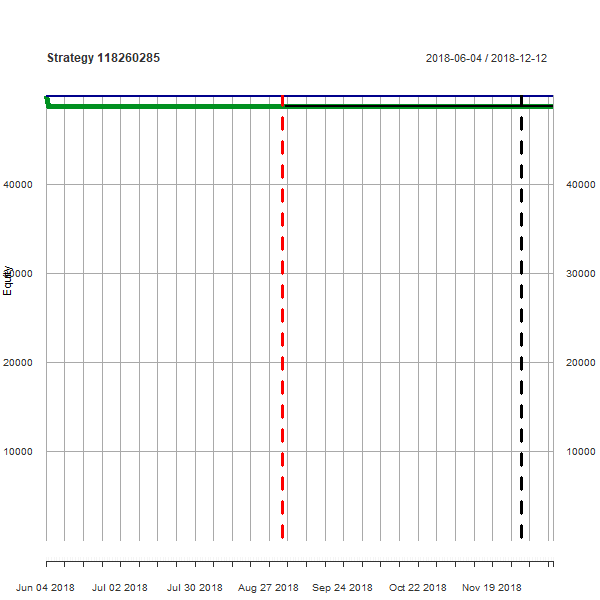 Strategy 118260285
2018-06-04 / 2018-12-12
40000
40000
Equity
30000
30000
20000
20000
10000
10000
Jun 04 2018
Jul 02 2018
Jul 30 2018
Aug 27 2018
Sep 24 2018
Oct 22 2018
Nov 19 2018